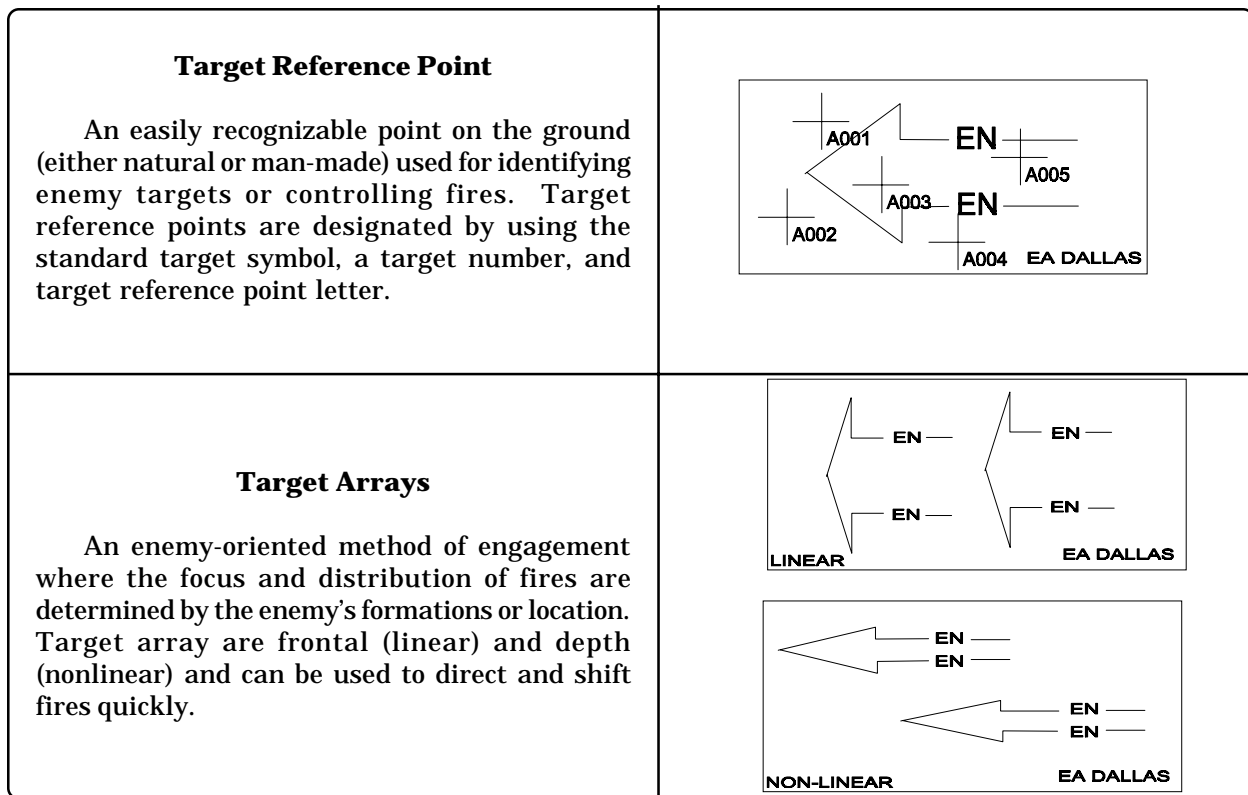 Target Reference Point
An easily recognizable point on the ground
(either natural or man-made) used for identifying
enemy targets or controlling fires. Target
reference points are designated by using the
standard target symbol, a target number, and
target reference point letter.
A001
EN
A005
A003
EN
A002
A004
EA DALLAS
Target Arrays
An enemy-oriented method of engagement
where the focus and distribution of fires are
determined by the enemy's formations or location.
Target array are frontal (linear) and depth
(nonlinear) and can be used to direct and shift
fires quickly.
EN
EN
EN
EN
LINEAR
EA DALLAS
EN
EN
EN
EN
NON-LINEAR
EA DALLAS